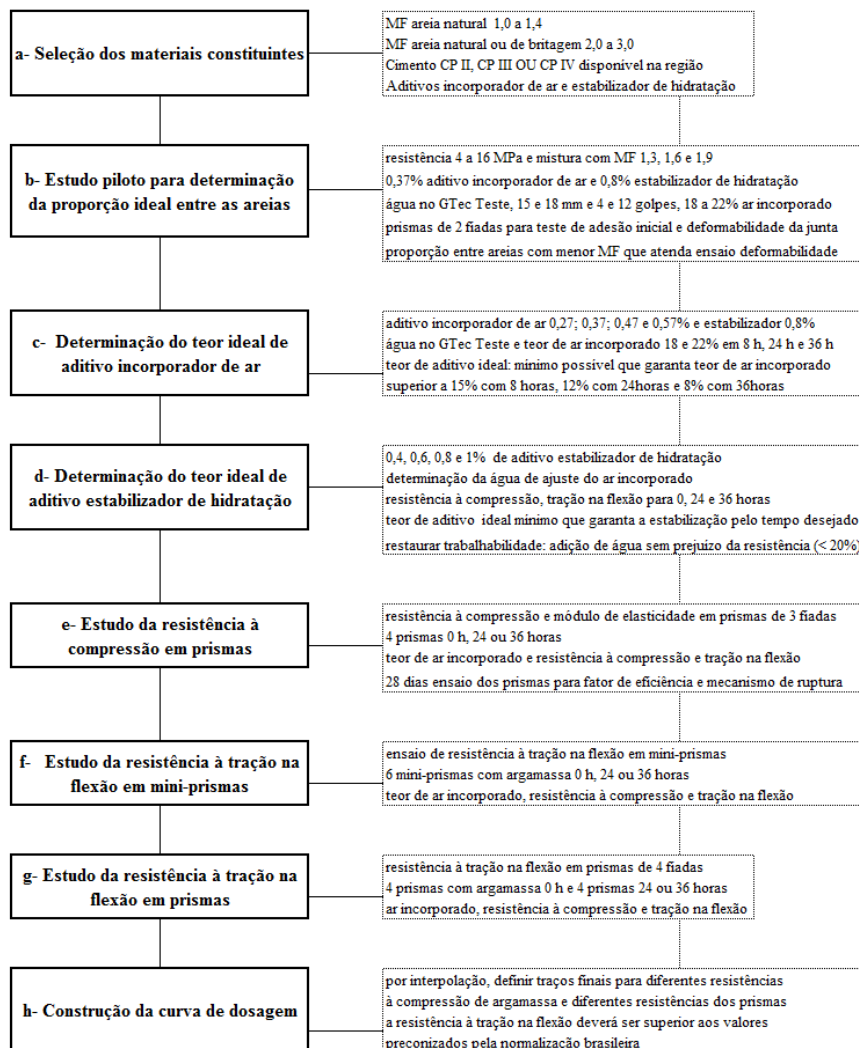 a- Seleção dos materiais constituintes
MF areia natural 1,0 a 1,4
MF areia natural ou de britagem 2,0 a 3,0
Cimento CP II, CP III OU CP IV disponível na região
Aditivos incorporador de ar e estabilizador de hidratação
b- Estudo piloto para determinação
da proporção ideal entre as areias
resistência 4 a 16 MPa e mistura com MF 1,3, 1,6 e 1,9
0,37% aditivo incorporador de ar e 0,8% estabilizador de hidratação
água no GTec Teste, 15 e 18 mm e 4 e 12 golpes, 18 a 22% ar incorporado
prismas de 2 fiadas para teste de adesão inicial e deformabilidade da junta
proporção entre areias com menor MF que atenda ensaio deformabilidade
c- Determinação do teor ideal de
aditivo incorporador de ar
aditivo incorporador de ar 0,27; 0,37; 0,47 e 0,57% e estabilizador 0,8%
água no GTec Teste e teor de ar incorporado 18 e 22% em 8 h, 24 h e 36 h
teor de aditivo ideal: mínimo possível que garanta teor de ar incorporado
superior a 15% com 8 horas, 12% com 24horas e 8% com 36horas
d- Determinação do teor ideal de
aditivo estabilizador de hidratação
0,4, 0,6, 0,8 e 1% de aditivo estabilizador de hidratação
determinação da água de ajuste do ar incorporado
resistência à compressão, tração na flexão para 0, 24 e 36 horas
teor de aditivo ideal mínimo que garanta a estabilização pelo tempo desejado
restaurar trabalhabilidade: adição de água sem prejuízo da resistência (< 20%)
e- Estudo da resistência à
compressão em prismas
resistência à compressão e módulo de elasticidade em prismas de 3 fiadas
4 prismas 0 h, 24 ou 36 horas
teor de ar incorporado e resistência à compressão e tração na flexão
28 dias ensaio dos prismas para fator de eficiência e mecanismo de ruptura
f- Estudo da resistência à tração na
flexão em mini-prismas
ensaio de resistência à tração na flexão em mini-prismas
6 mini-prismas com argamassa 0 h, 24 ou 36 horas
teor de ar incorporado, resistência à compressão e tração na flexão
g- Estudo da resistência à tração na
flexão em prismas
resistência à tração na flexão em prismas de 4 fiadas
4 prismas com argamassa 0 h e 4 prismas 24 ou 36 horas
ar incorporado, resistência à compressão e tração na flexão
h- Construção da curva de dosagem
por interpolação, definir traços finais para diferentes resistências
à compressão de argamassa e diferentes resistências dos prismas
a resistência à tração na flexão deverá ser superior aos valores
preconizados pela normalização brasileira